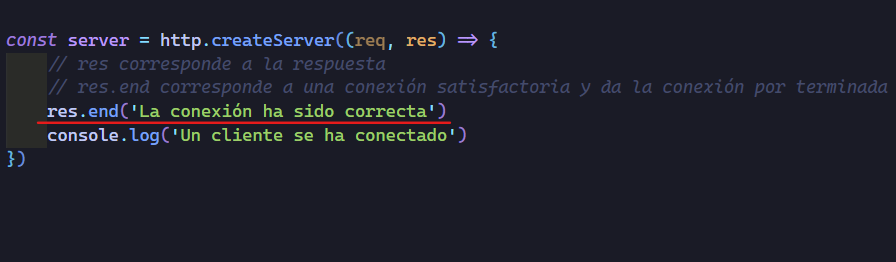 const server = http.createServer((req, res) => {
// res corresponde a la respuesta
// res.end corresponde a una conexión satisfactoria y da la conexión por terminada
res.end('La conexión ha sido correcta')
console.log('Un cliente se ha conectado')
})